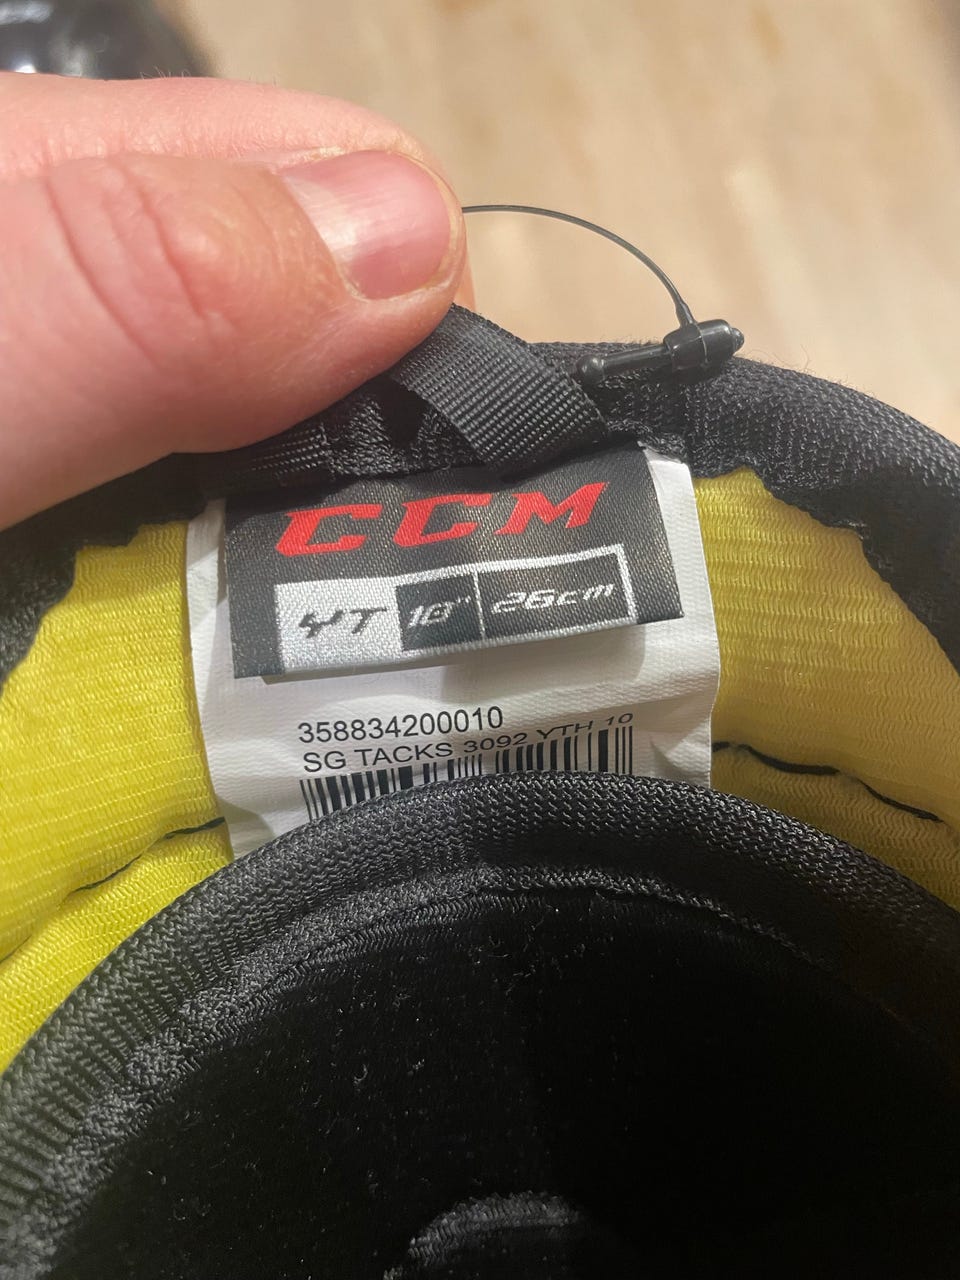 CCM
YT 10" 26cm
358834200010
SG TACKS 3092 YTH 10